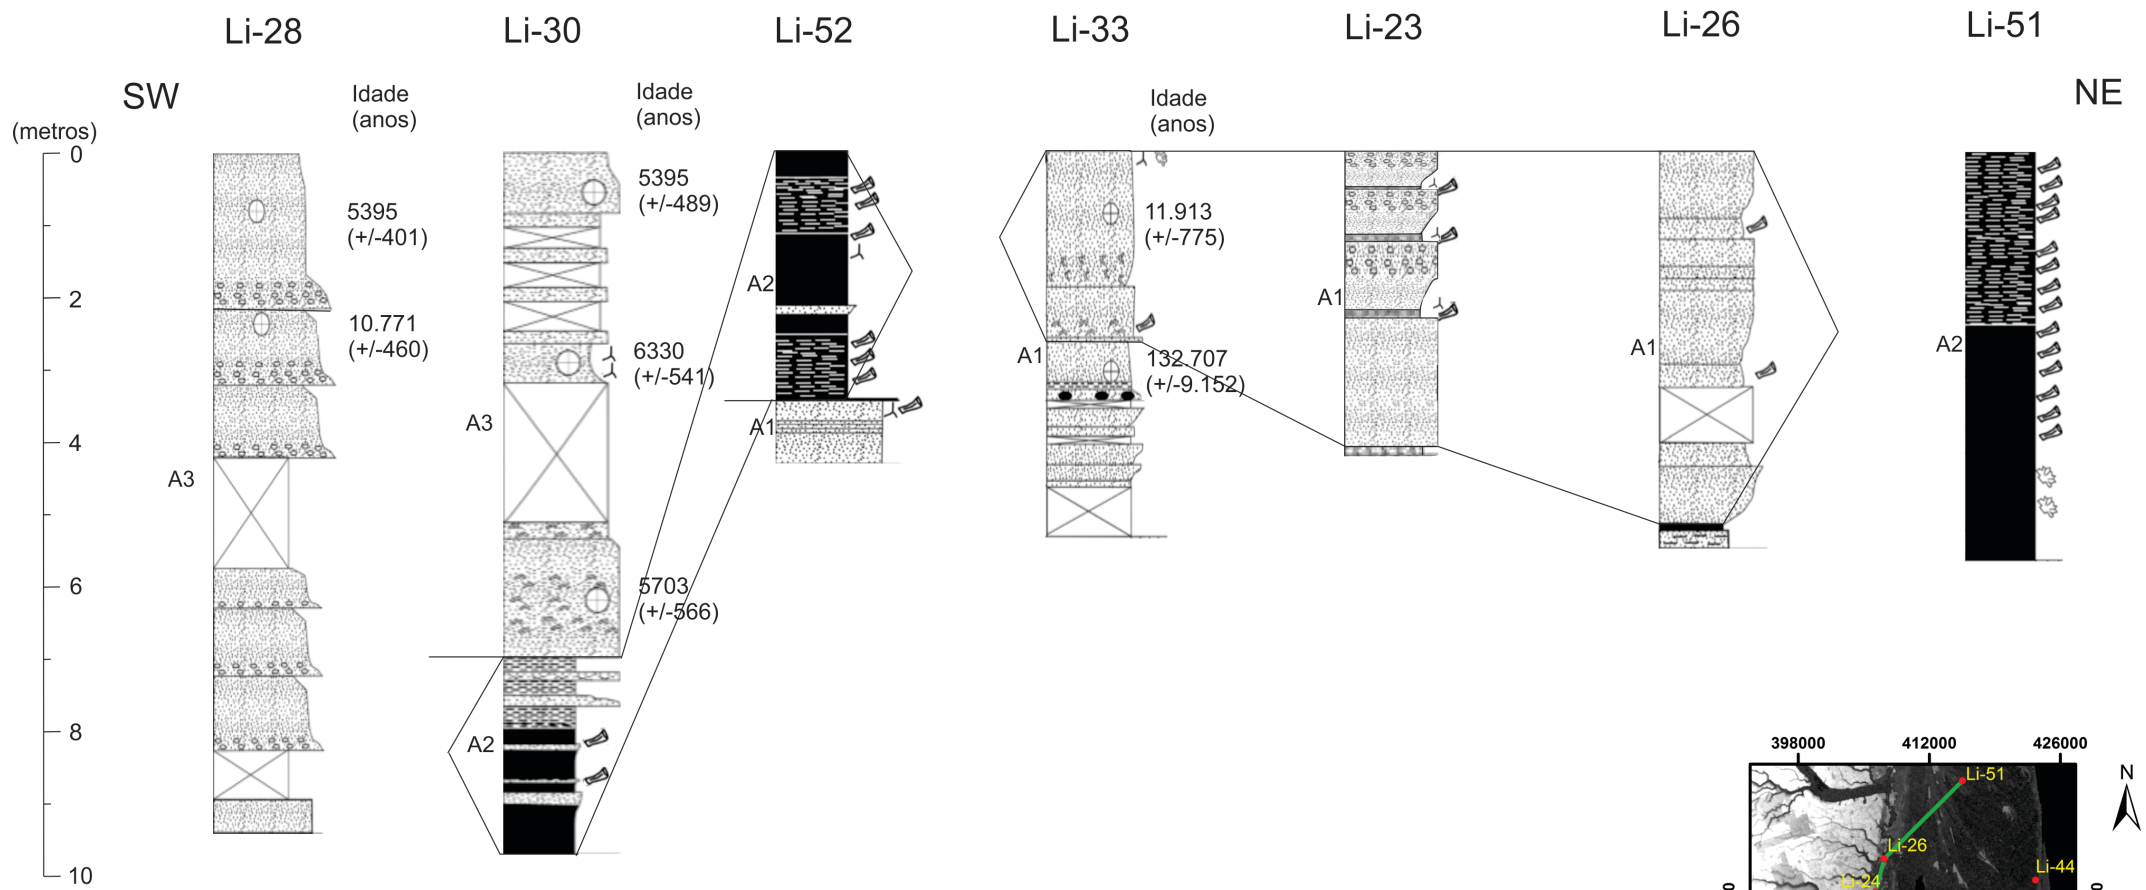 Li-28
Li-30
Li-52
Li-33
Li-23
Li-26
Li-51
SW
NE
Idade
(anos)
Idade
(anos)
Idade
(anos)
(metros)
0
2
4
6
8
10
5395
(+/-401)
10.771
(+/-460)
A3
5395
(+/-489)
6330
(+/-541)
A3
5703
(+/-566)
A2
A2
A1
11.913
(+/-775)
A1
132.707
(+/-9.152)
A1
A1
A2
398000 412000 426000
N
Li-51
Li-26
Li-44
Li-24